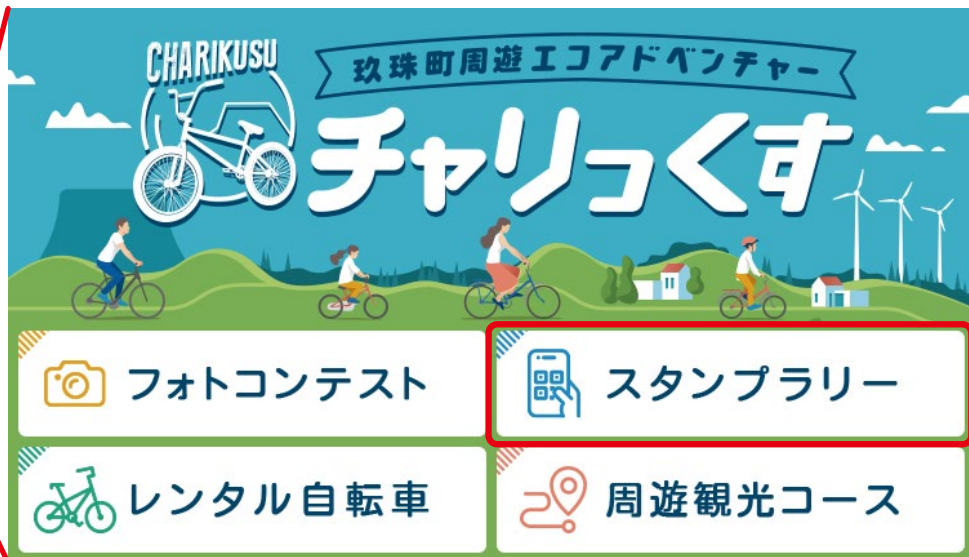 CHARIKUSU
玖珠町周遊エコアドベンチャー
チャリっくす
フォトコンテスト
スタンプラリー
レンタル自転車
周遊観光コース